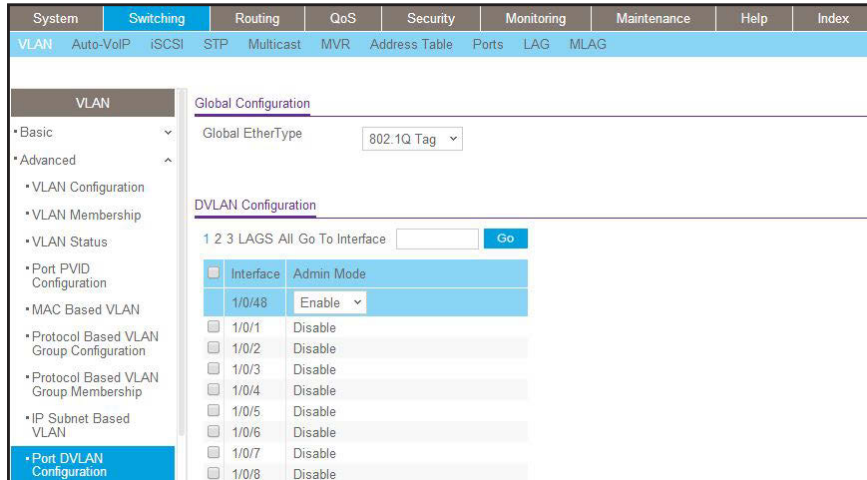 System Switching Routing QoS Security Monitoring Maintenance Help Index
VLAN Auto-VoIP iSCSI STP Multicast MVR Address Table Ports LAG MLAG
VLAN
Basic
Advanced
VLAN Configuration
VLAN Membership
VLAN Status
Port PVID
Configuration
MAC Based VLAN
Protocol Based VLAN
Group Configuration
Protocol Based VLAN
Group Membership
IP Subnet Based
VLAN
Port DVLAN
Configuration
Global Configuration
Global EtherType 802.1Q Tag
DVLAN Configuration
1 2 3 LAGS All Go To Interface Go
Interface Admin Mode
1/0/48 Enable
1/0/1 Disable
1/0/2 Disable
1/0/3 Disable
1/0/4 Disable
1/0/5 Disable
1/0/6 Disable
1/0/7 Disable
1/0/8 Disable